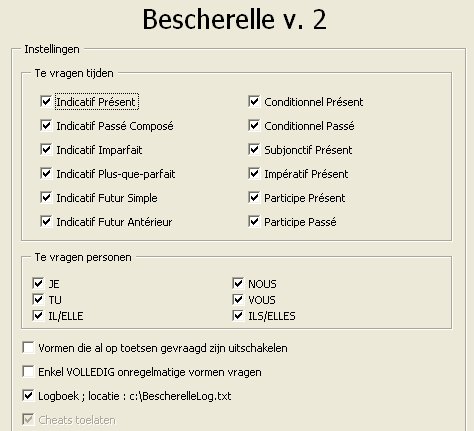 Bescherelle v. 2
Instellingen
Te vragen tijden
Indicatif Présent
Conditionnel Présent
Indicatif Passé Composé
Conditionnel Passé
Indicatif Imparfait
Subjonctif Présent
Indicatif Plus-que-parfait
Impératif Présent
Indicatif Futur Simple
Participe Présent
Indicatif Futur Antérieur
Participe Passé
Te vragen personen
JE
NOUS
TU
VOUS
IL/ELLE
ILS/ELLES
Vormen die al op toetsen gevraagd zijn uitschakelen
Enkel VOLLEDIG onregelmatige vormen vragen
Logboek ; locatie : c:\BescherelleLog.txt
Cheats toelaten